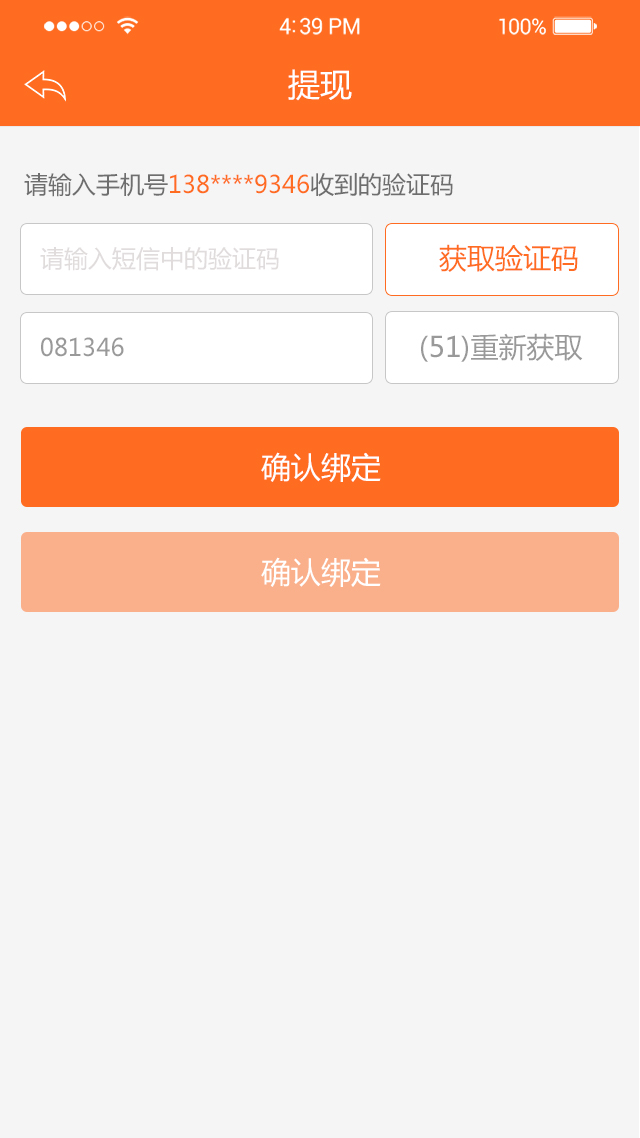 4:39 PM 100%
提现
请输入手机号138****9346收到的验证码
请输入短信中的验证码 获取验证码
081346 (51)重新获取
确认绑定
确认绑定